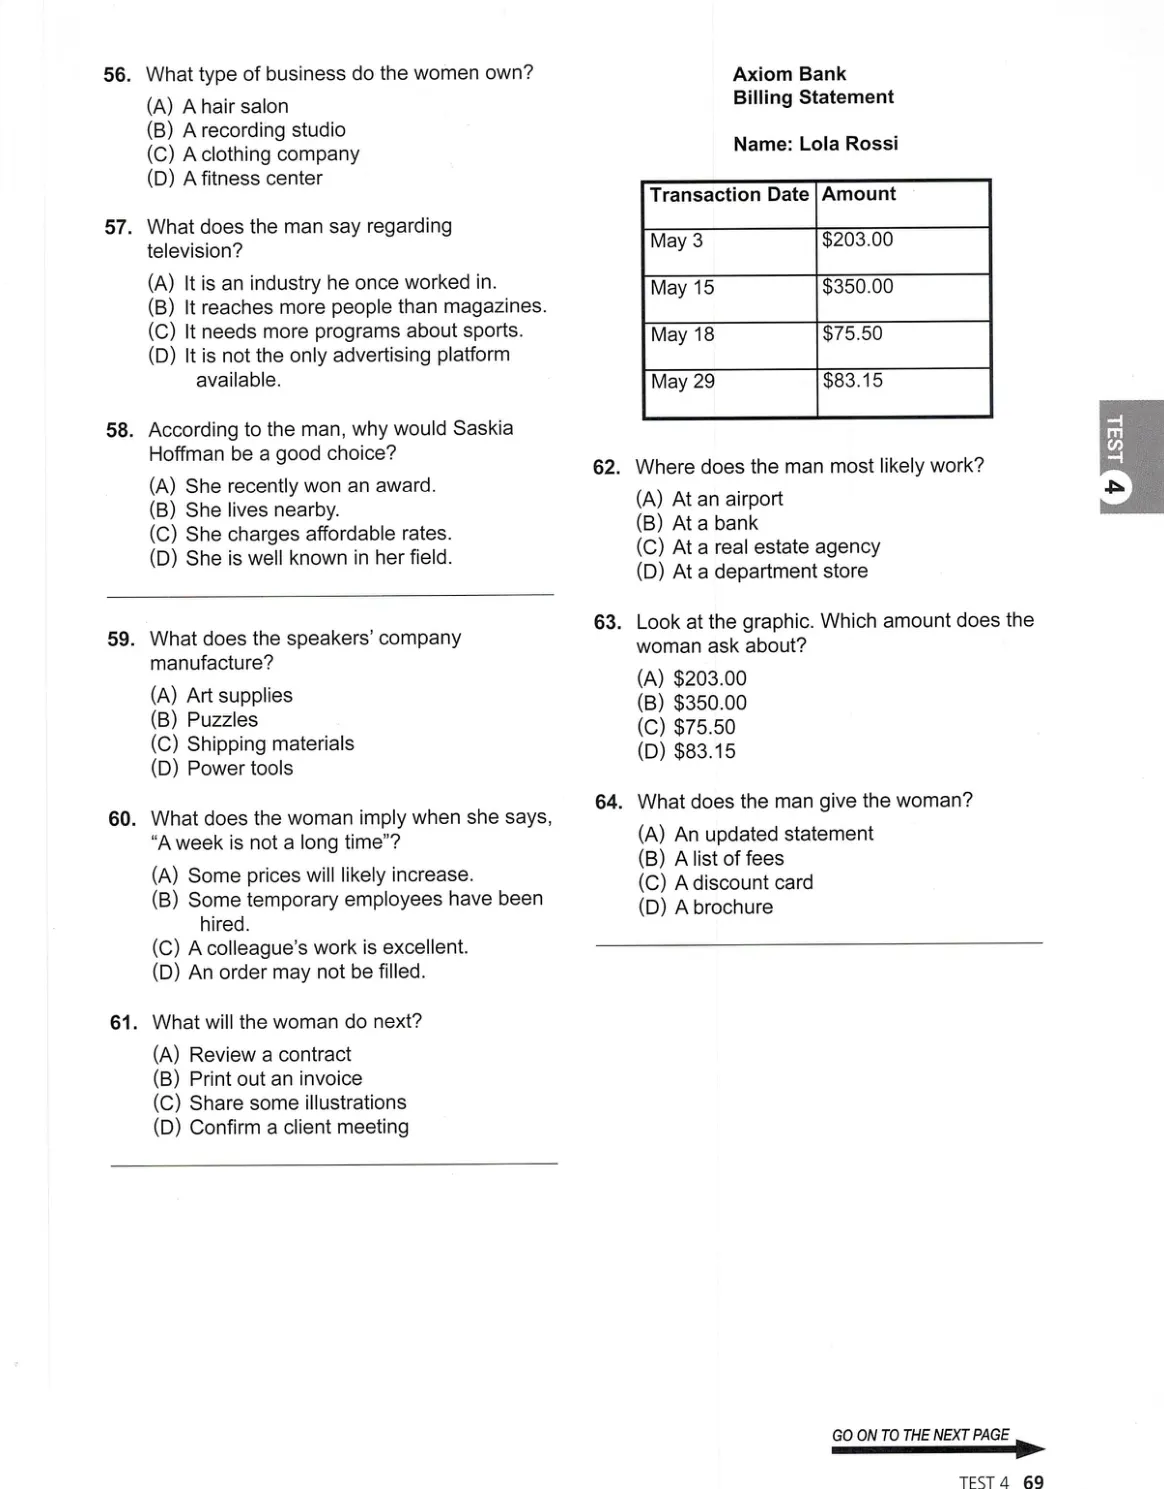 56. What type of business do the women own?
(A) A hair salon
(B) A recording studio
(C) A clothing company
(D) A fitness center
57. What does the man say regarding
television?
(A) It is an industry he once worked in.
(B) It reaches more people than magazines.
(C) It needs more programs about sports.
(D) It is not the only advertising platform
available.
58. According to the man, why would Saskia
Hoffman be a good choice?
(A) She recently won an award.
(B) She lives nearby.
(C) She charges affordable rates.
(D) She is well known in her field.
59. What does the speakers' company
manufacture?
(A) Art supplies
(B) Puzzles
(C) Shipping materials
(D) Power tools
60. What does the woman imply when she says,
“A week is not a long time”?
(A) Some prices will likely increase.
(B) Some temporary employees have been
hired.
(C) A colleague's work is excellent.
(D) An order may not be filled.
61. What will the woman do next?
(A) Review a contract
(B) Print out an invoice
(C) Share some illustrations
(D) Confirm a client meeting
Axiom Bank
Billing Statement
Name: Lola Rossi
Transaction Date Amount
May 3 $203.00
May 15 $350.00
May 18 $75.50
May 29 $83.15
62. Where does the man most likely work?
(A) At an airport
(B) At a bank
(C) At a real estate agency
(D) At a department store
63. Look at the graphic. Which amount does the
woman ask about?
(A) $203.00
(B) $350.00
(C) $75.50
(D) $83.15
64. What does the man give the woman?
(A) An updated statement
(B) A list of fees
(C) A discount card
(D) A brochure
TEST 4
GO ON TO THE NEXT PAGE
TEST 4 69